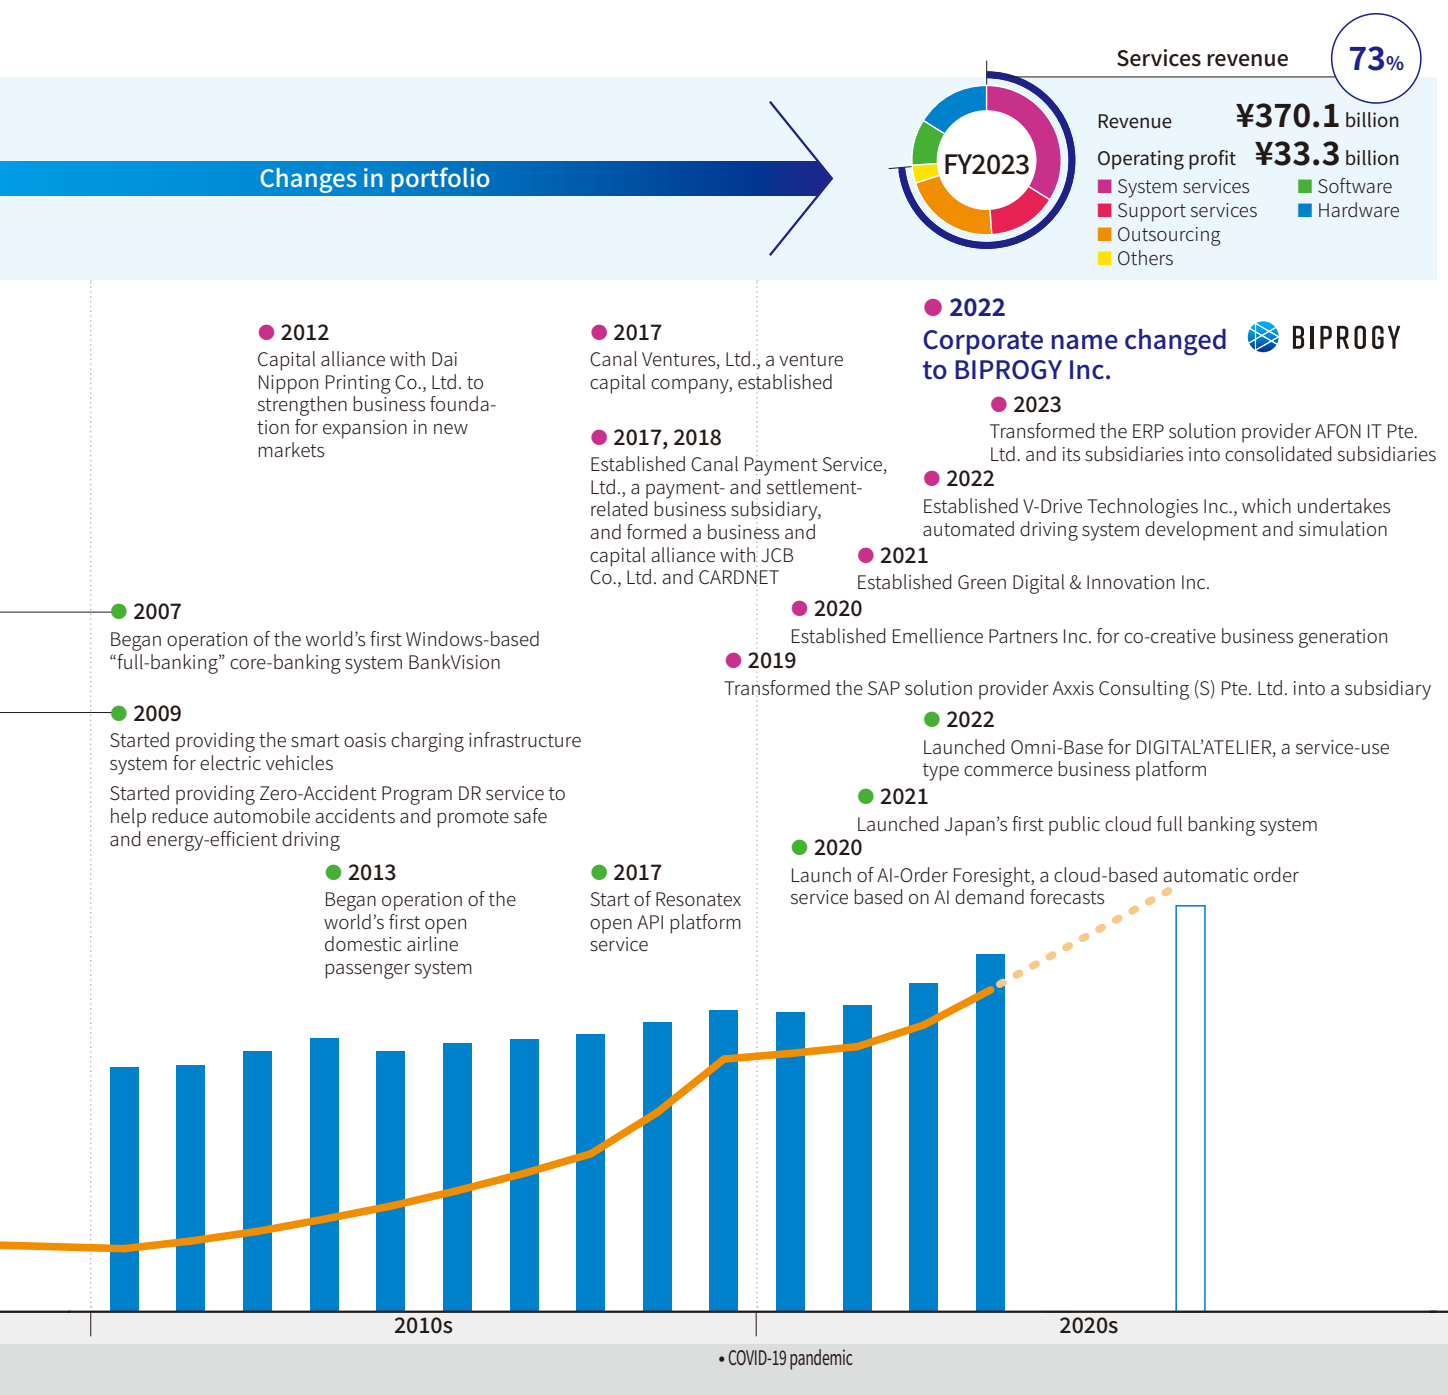 Services revenue 73%
Changes in portfolio
FY2023
Revenue ¥370.1 billion
Operating profit ¥33.3 billion
System services
Support services
Outsourcing
Others
Software
Hardware
2012
Capital alliance with Dai
Nippon Printing Co., Ltd. to
strengthen business founda-
tion for expansion in new
markets
2017
Canal Ventures, Ltd., a venture
capital company, established
2017, 2018
Established Canal Payment Service,
Ltd., a payment- and settlement-
related business subsidiary,
and formed a business and
capital alliance with JCB
Co., Ltd. and CARDNET
2022
Corporate name changed
to BIPROGY Inc.
BIPROGY
2023
Transformed the ERP solution provider AFON IT Pte.
Ltd. and its subsidiaries into consolidated subsidiaries
2022
Established V-Drive Technologies Inc., which undertakes
automated driving system development and simulation
2021
Established Green Digital & Innovation Inc.
2020
Established Emellience Partners Inc. for co-creative business generation
2019
Transformed the SAP solution provider Axxis Consulting (S) Pte. Ltd. into a subsidiary
2007
Began operation of the world’s first Windows-based
“full-banking” core-banking system BankVision
2009
Started providing the smart oasis charging infrastructure
system for electric vehicles
Started providing Zero-Accident Program DR service to
help reduce automobile accidents and promote safe
and energy-efficient driving
2013
Began operation of the
world’s first open
domestic airline
passenger system
2017
Start of Resonatex
open API platform
service
2022
Launched Omni-Base for DIGITAL’ATELIER, a service-use
type commerce business platform
2021
Launched Japan’s first public cloud full banking system
2020
Launch of AI-Order Foresight, a cloud-based automatic order
service based on AI demand forecasts
2010s
2020s
• COVID-19 pandemic